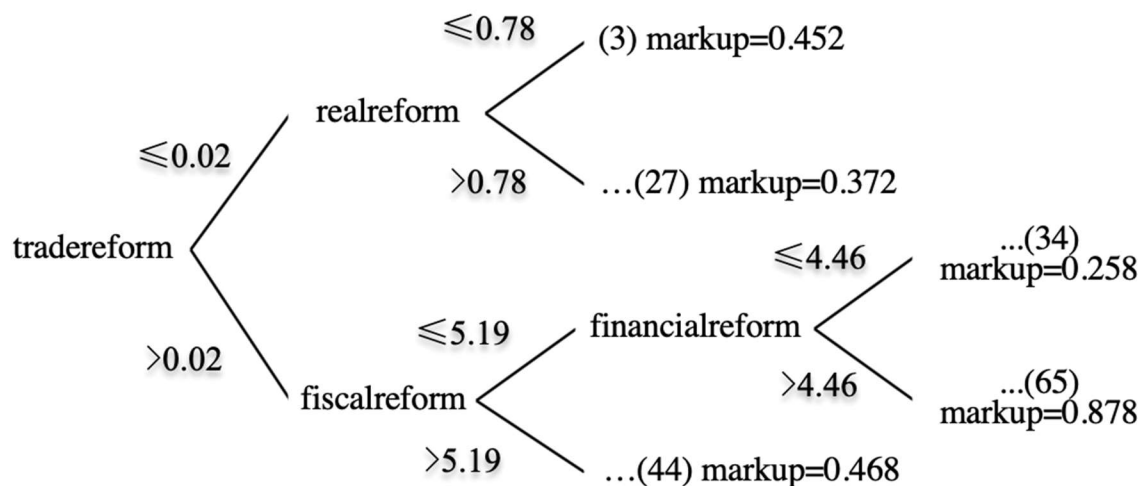 ≤0.78
(3) markup=0.452
realreform
≤0.02
>0.78
...(27) markup=0.372
tradereform
≤4.46
...(34)
markup=0.258
≤5.19
financialreform
>0.02
>4.46
...(65)
markup=0.878
fiscalreform
>5.19
...(44) markup=0.468